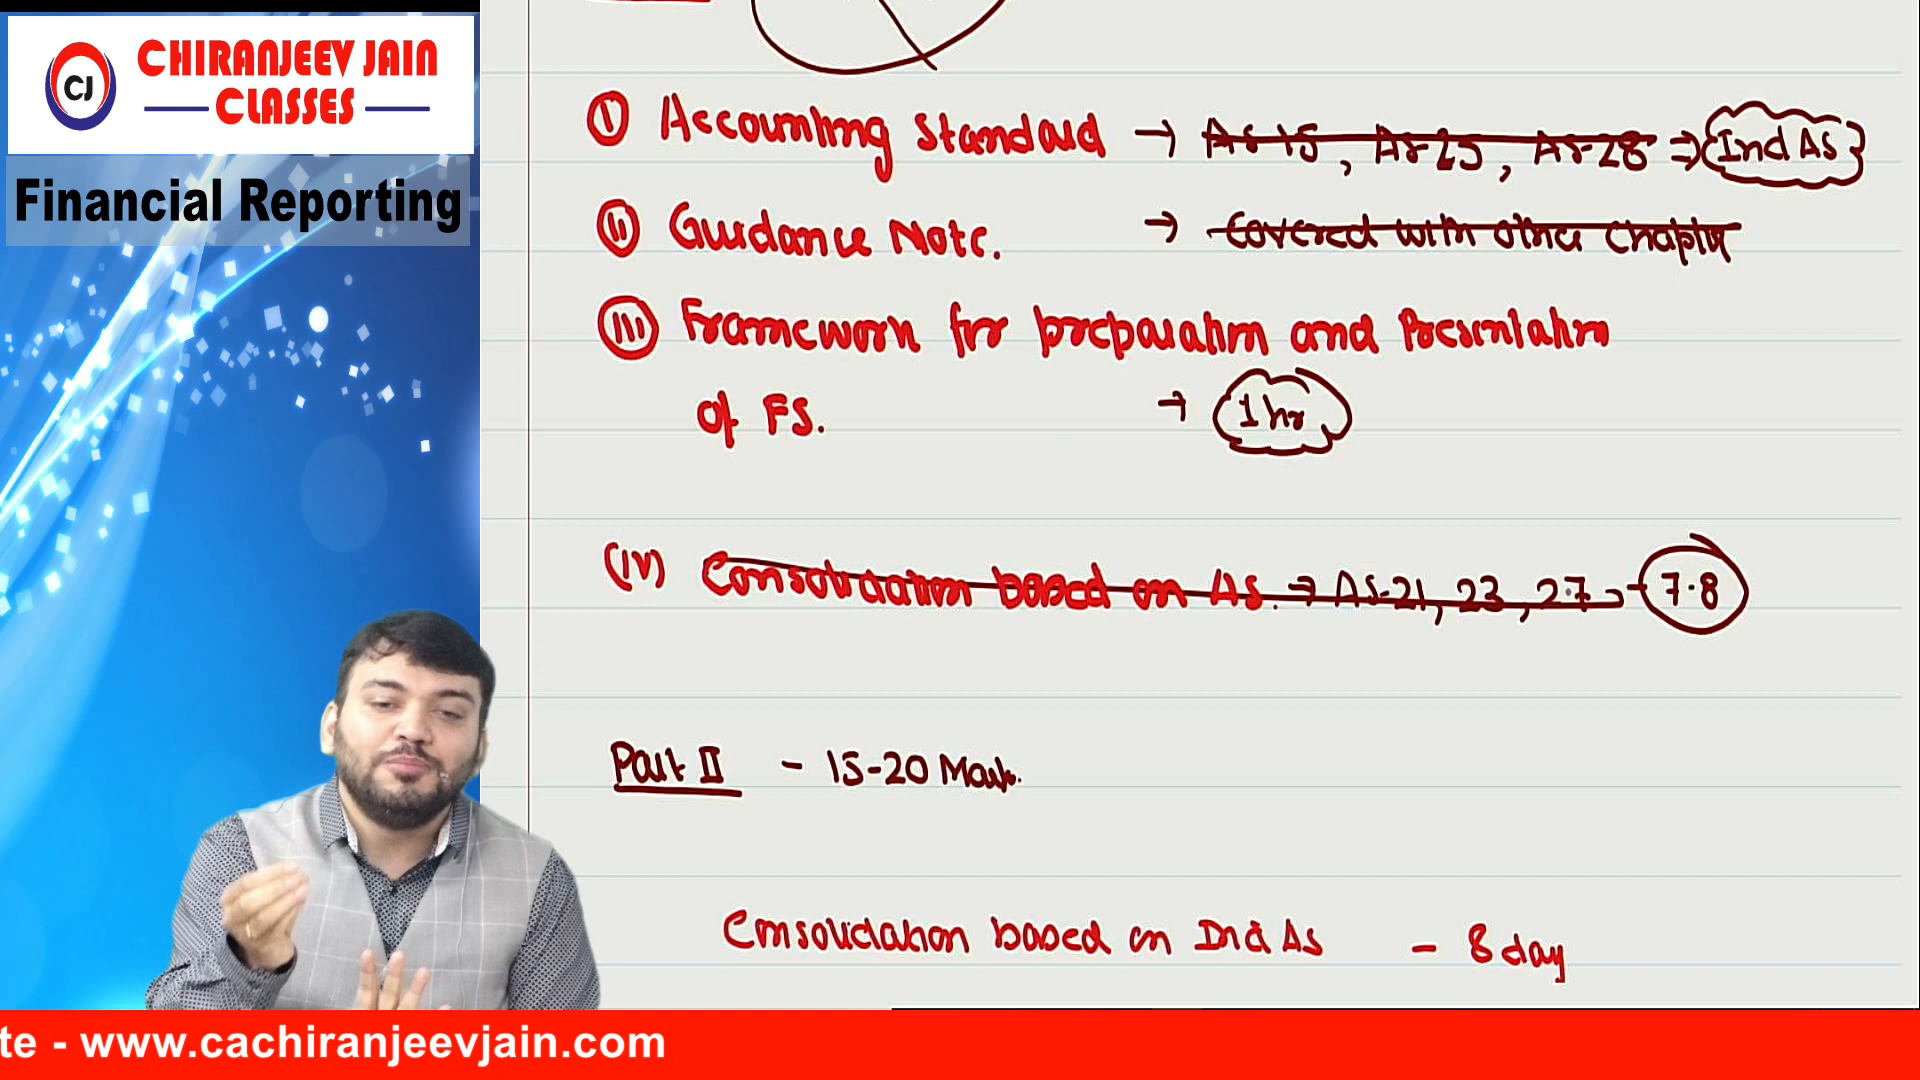 CHIRANJEEV JAIN
CLASSES
CJ
Financial Reporting
(i) Accounting Standard → AS-15, AS-25, AS-28 ⇒ {Ind AS}
(ii) Guidance Note. → Covered with other Chapter
(iii) Framework for preparation and Presentation
of FS. → 1 hr
(iv) Consolidation based on AS. → AS-21, 23, 27 → 7-8
Part II - 15-20 Mark.
Consolidation based on Ind AS - 8 day
te - www.cachiranjeevjain.com